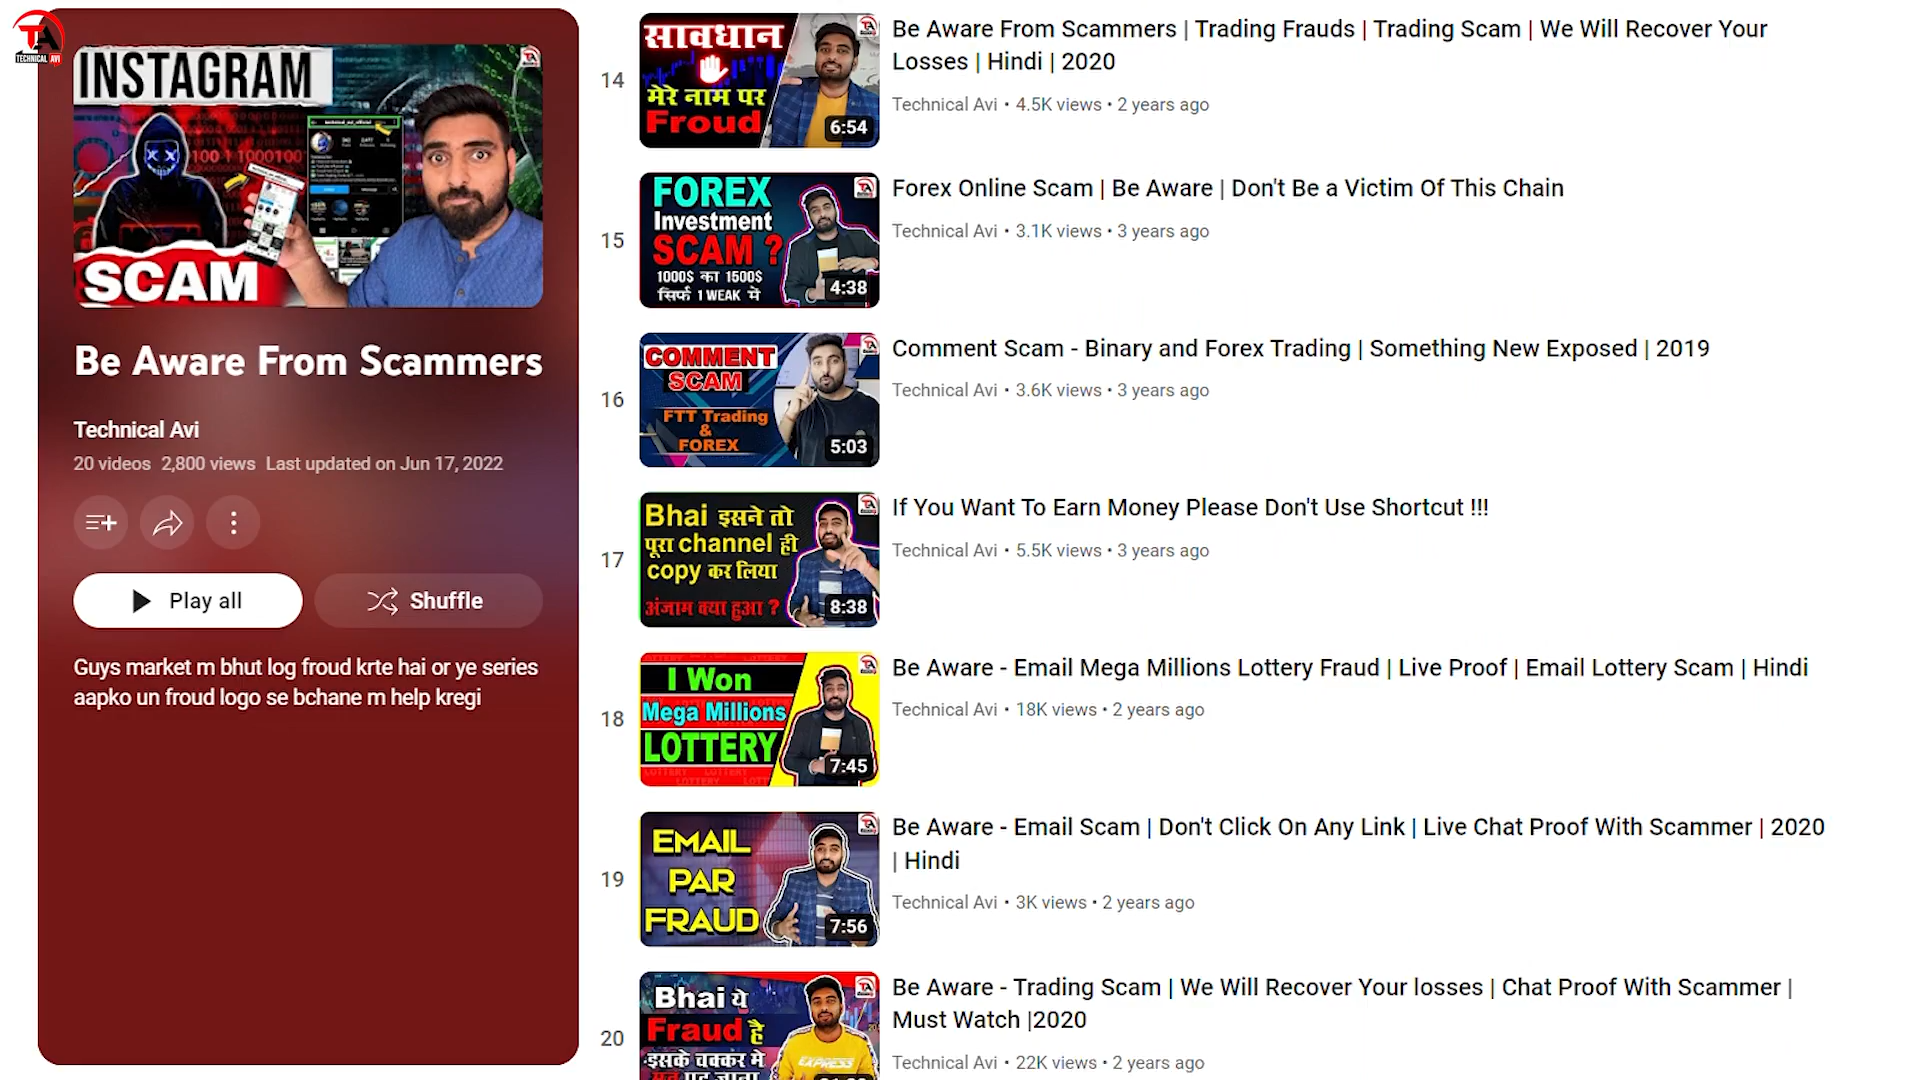 TECHNICAL AVI
INSTAGRAM
SCAM
Be Aware From Scammers
Technical Avi
20 videos 2,800 views Last updated on Jun 17, 2022
Play all
Shuffle
Guys market m bhut log froud krte hai or ye series
aapko un froud logo se bchane m help kregi
14
सावधान
मेरे नाम पर
Froud
6:54
Be Aware From Scammers | Trading Frauds | Trading Scam | We Will Recover Your
Losses | Hindi | 2020
Technical Avi • 4.5K views • 2 years ago
15
FOREX
Investment
SCAM ?
1000$ का 1500$
सिर्फ 1 WEAK में
4:38
Forex Online Scam | Be Aware | Don't Be a Victim Of This Chain
Technical Avi • 3.1K views • 3 years ago
16
COMMENT
SCAM
FTT Trading
&
FOREX
5:03
Comment Scam - Binary and Forex Trading | Something New Exposed | 2019
Technical Avi • 3.6K views • 3 years ago
17
Bhai इसने तो
पूरा channel ही
copy कर लिया
अंजाम क्या हुआ ?
8:38
If You Want To Earn Money Please Don't Use Shortcut !!!
Technical Avi • 5.5K views • 3 years ago
18
I Won
Mega Millions
LOTTERY
7:45
Be Aware - Email Mega Millions Lottery Fraud | Live Proof | Email Lottery Scam | Hindi
Technical Avi • 18K views • 2 years ago
19
EMAIL
PAR
FRAUD
7:56
Be Aware - Email Scam | Don't Click On Any Link | Live Chat Proof With Scammer | 2020
| Hindi
Technical Avi • 3K views • 2 years ago
20
Bhai ये
Fraud है
इसके चक्कर मे
EXPRESS
Be Aware - Trading Scam | We Will Recover Your losses | Chat Proof With Scammer |
Must Watch |2020
Technical Avi • 22K views • 2 years ago